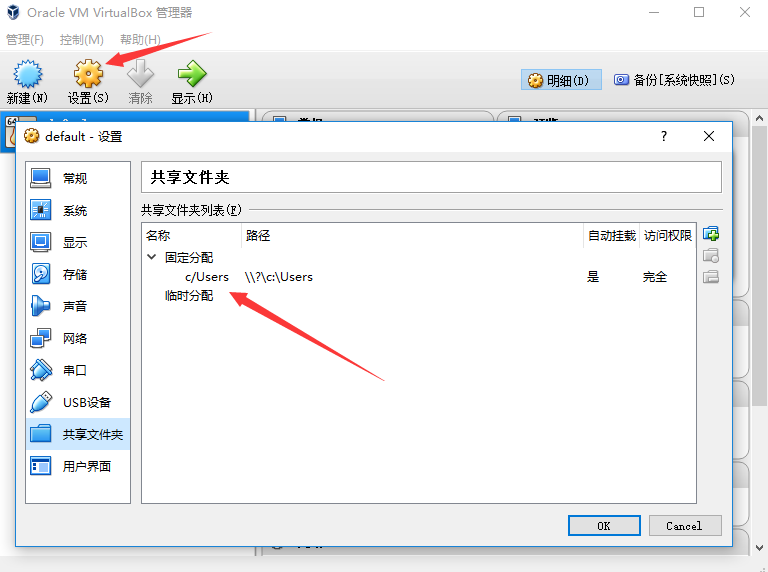 Oracle VM VirtualBox 管理器
管理(F) 控制(M) 帮助(H)
新建(N) 设置(S) 清除 显示(H) 明细(D) 备份[系统快照](S)
64
default - 设置 ?
常规
系统
显示
存储
声音
网络
串口
USB设备
共享文件夹
用户界面
共享文件夹
共享文件夹列表(F)
名称 路径 自动挂载 访问权限
固定分配
c/Users \\?\c:\Users 是 完全
临时分配
OK Cancel